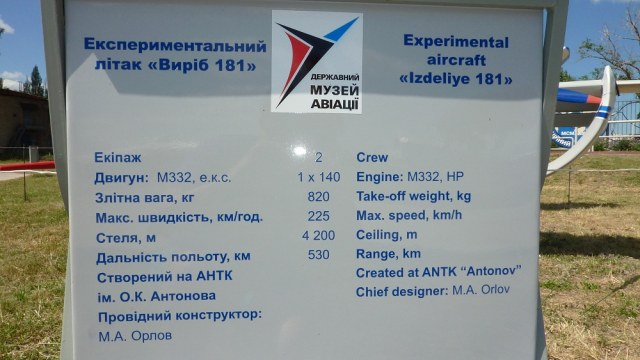 Експериментальний
літак «Виріб 181»
ДЕРЖАВНИЙ
МУЗЕЙ
АВІАЦІЇ
Experimental
aircraft
«Izdeliye 181»
Екіпаж 2 Crew
Двигун: М332, е.к.с. 1 x 140 Engine: M332, HP
Злітна вага, кг 820 Take-off weight, kg
Макс. швидкість, км/год. 225 Max. speed, km/h
Стеля, м 4 200 Ceiling, m
Дальність польоту, км 530 Range, km
Створений на АНТК
ім. О.К. Антонова
Провідний конструктор:
М.А. Орлов
Created at ANTK “Antonov”
Chief designer: M.A. Orlov